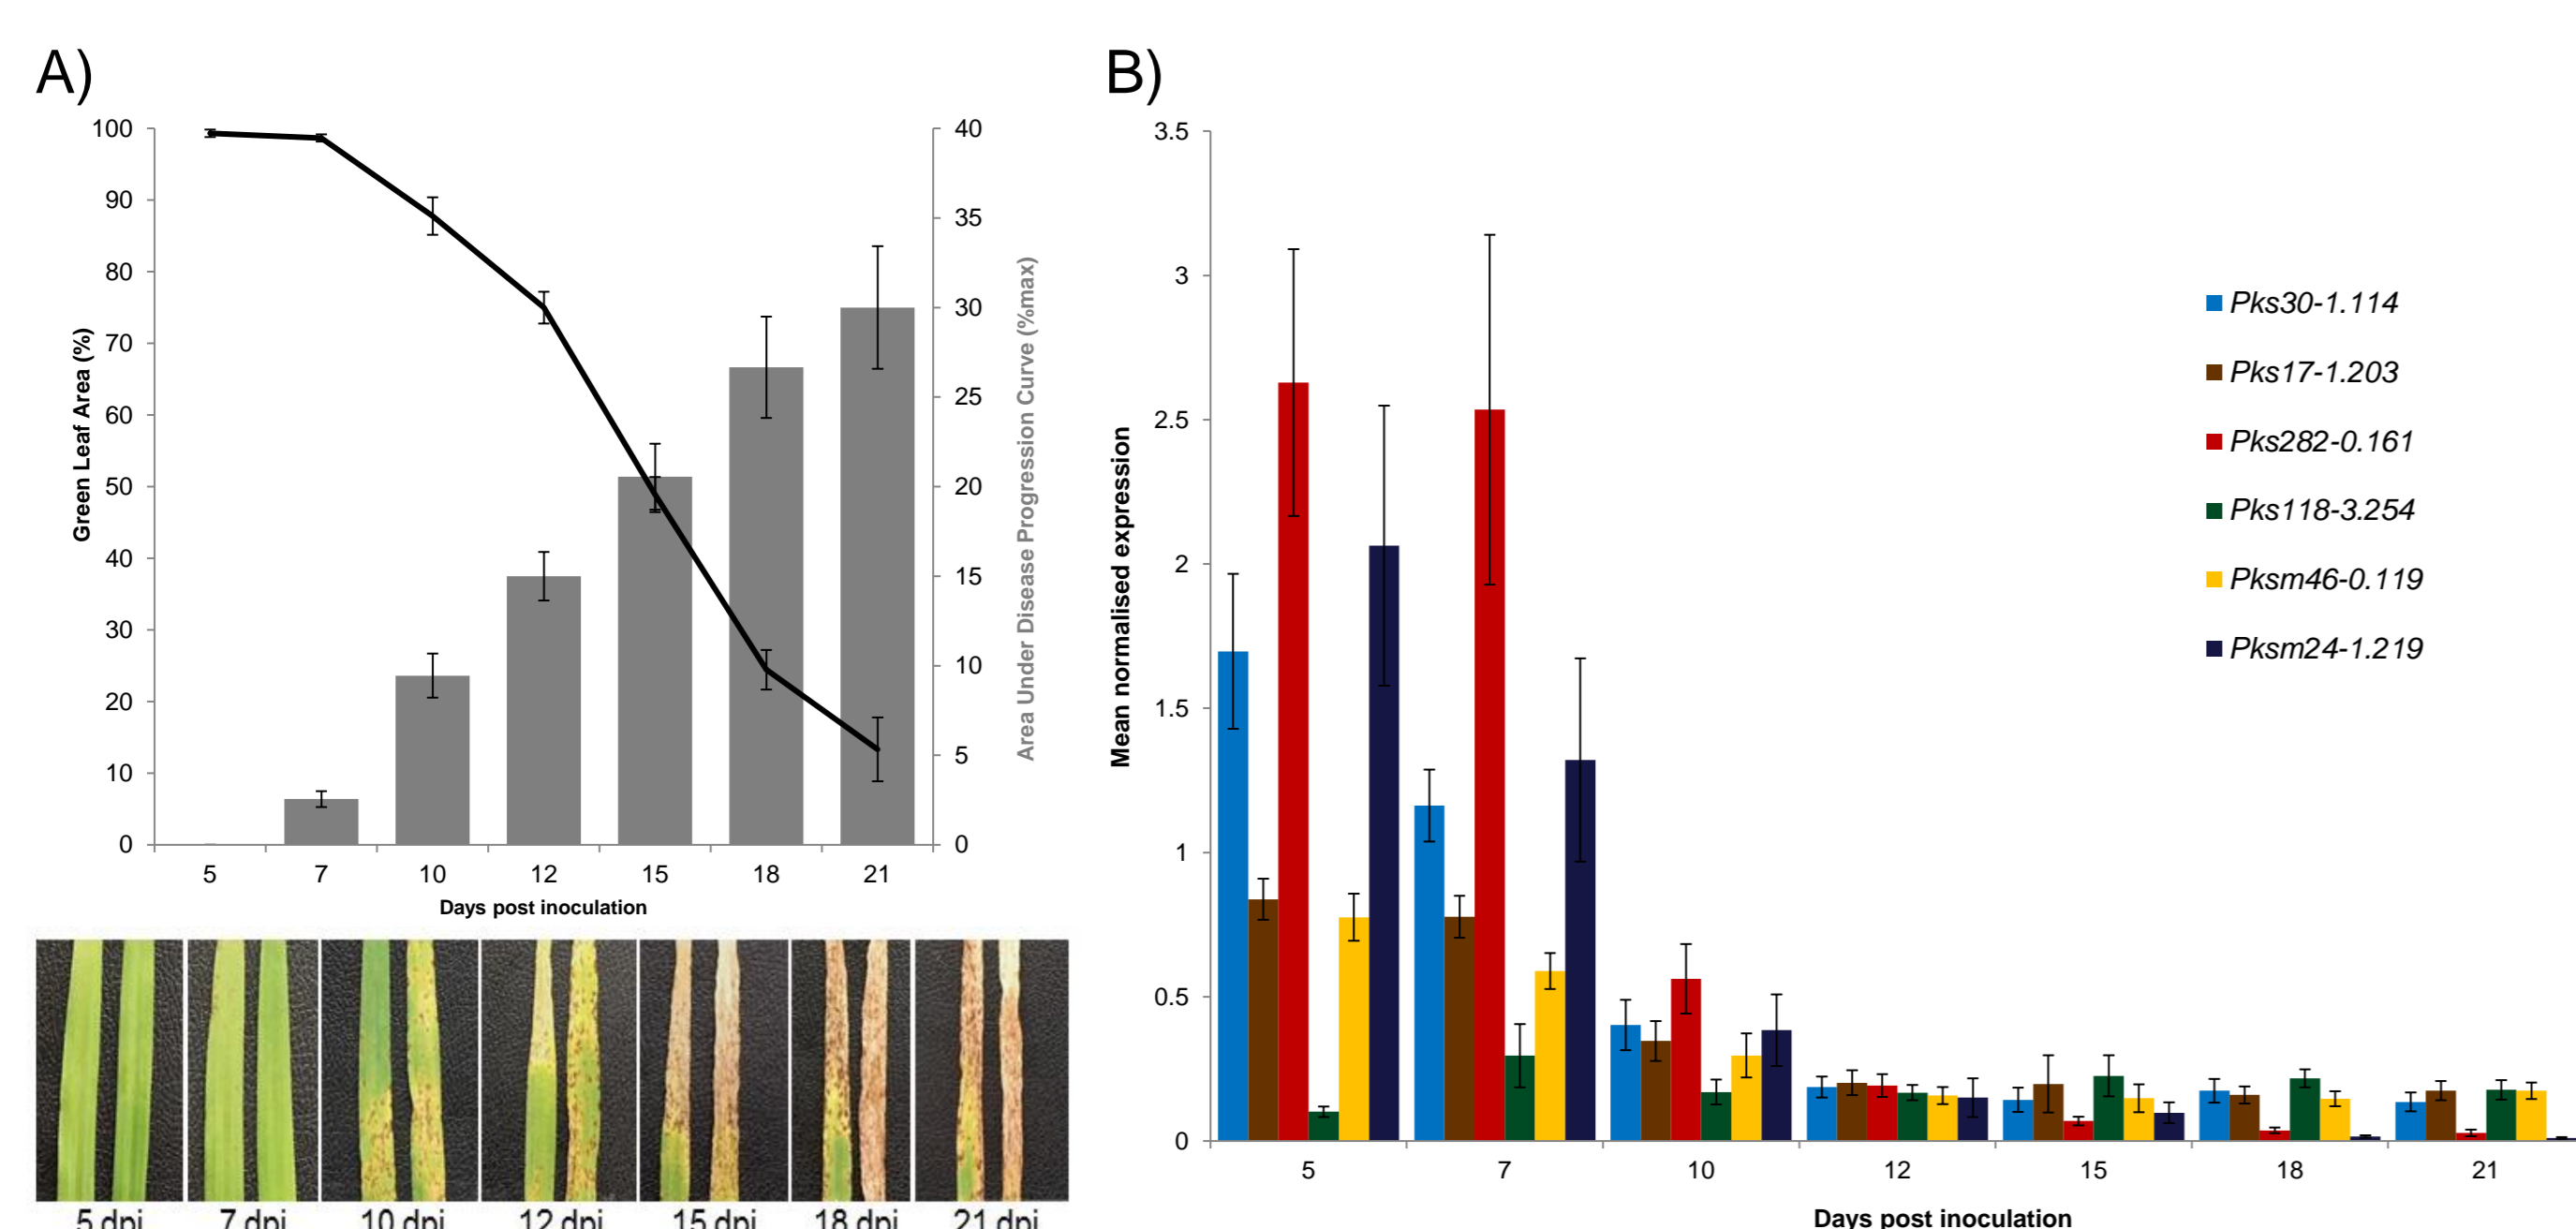 A)
100
90
80
70
60
50
40
30
20
10
0
Green Leaf Area (%)
40
35
30
25
20
15
10
5
0
Area Under Disease Progression Curve (%max)
5 7 10 12 15 18 21
Days post inoculation
5 dpi 7 dpi 10 dpi 12 dpi 15 dpi 18 dpi 21 dpi
B)
3.5
3
2.5
2
1.5
1
0.5
0
Mean normalised expression
Pks30-1.114
Pks17-1.203
Pks282-0.161
Pks118-3.254
Pksm46-0.119
Pksm24-1.219
5 7 10 12 15 18 21
Days post inoculation